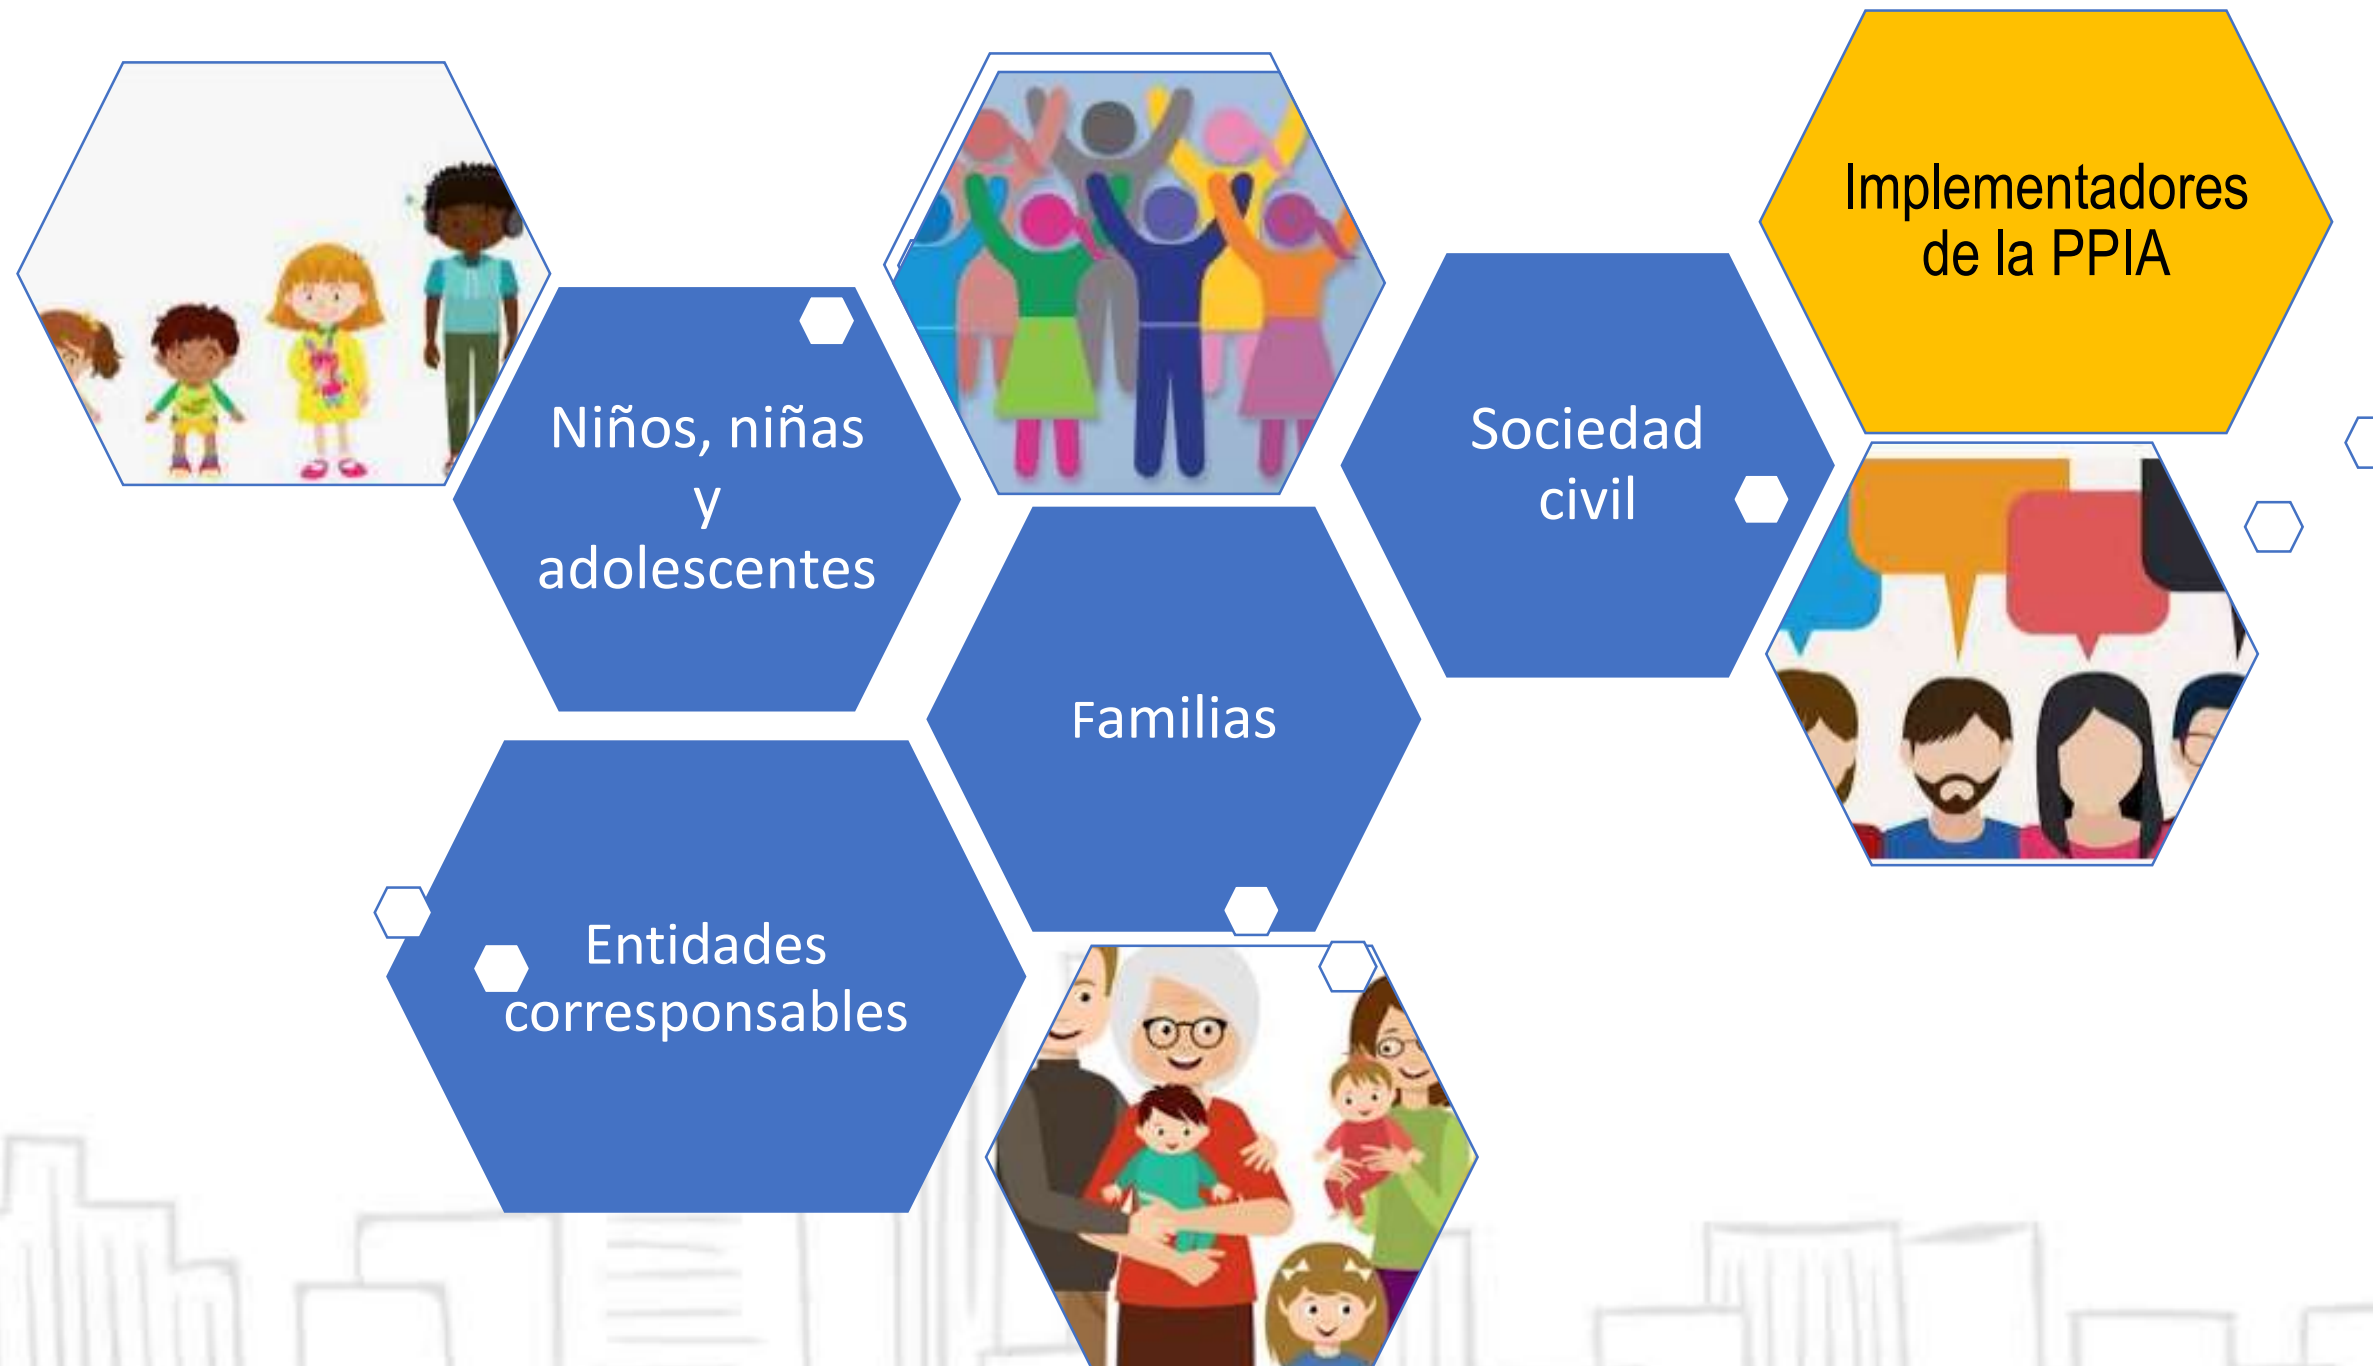 Implementadores
de la PPIA
Niños, niñas
y
adolescentes
Sociedad
civil
Familias
Entidades
corresponsables